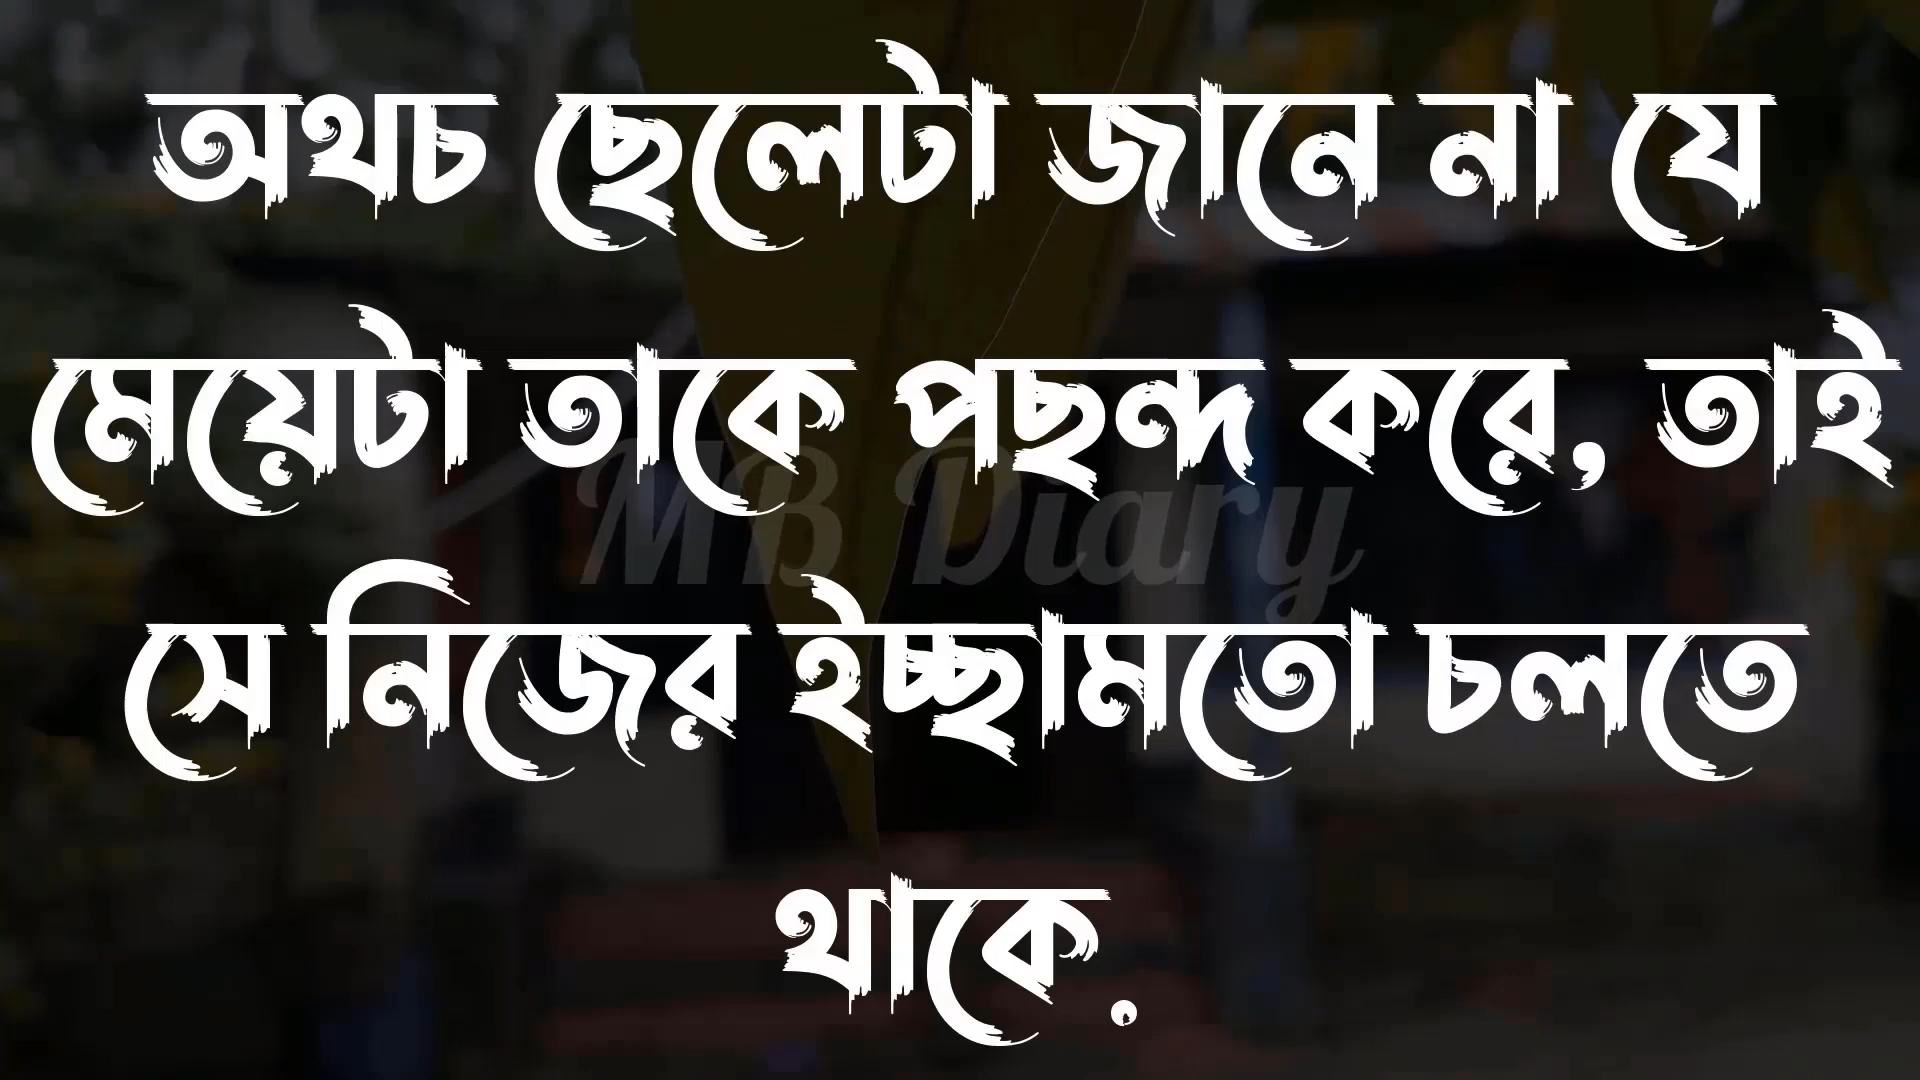 অথচ ছেলেটা জানে না যে
মেয়েটা তাকে পছন্দ করে, তাই
MB Diary
সে নিজের ইচ্ছামতো চলতে
থাকে.